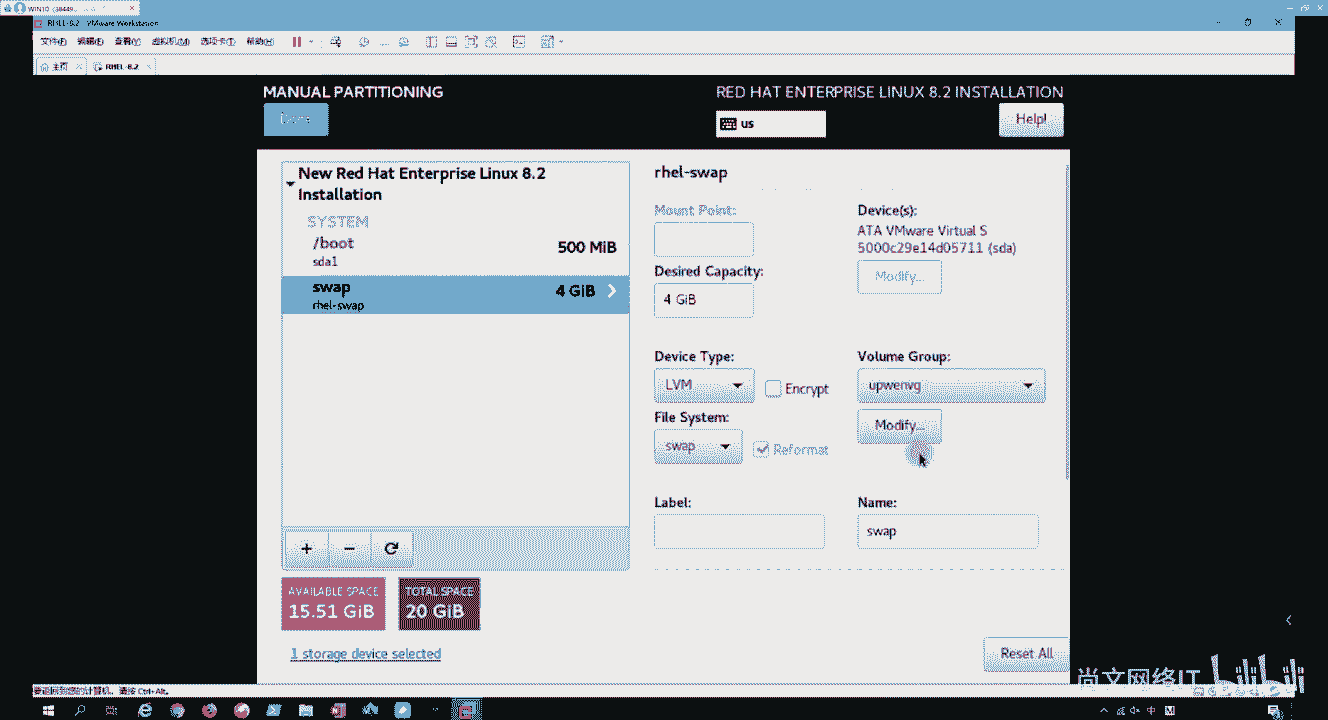 RHEL-8.2 - VMware Workstation
文件(F) 编辑(E) 查看(V) 虚拟机(M) 选项卡(T) 帮助(H)
主页 RHEL-8.2
MANUAL PARTITIONING
RED HAT ENTERPRISE LINUX 8.2 INSTALLATION
Done
us
Help!
New Red Hat Enterprise Linux 8.2
Installation
SYSTEM
/boot
500 MiB
sda1
swap
4 GiB
rhel-swap
rhel-swap
Mount Point:
Device(s):
ATA VMware Virtual S
5000c29e14d05711 (sda)
Modify...
Desired Capacity:
4 GiB
Device Type:
LVM
Encrypt
Volume Group:
upwenvg
Modify...
File System:
swap
Reformat
Label:
Name:
swap
+ −
AVAILABLE SPACE
15.51 GiB
TOTAL SPACE
20 GiB
1 storage device selected
Reset All
尚文网络IT bilibili
要返回到您的计算机，请按 Ctrl+Alt。
中